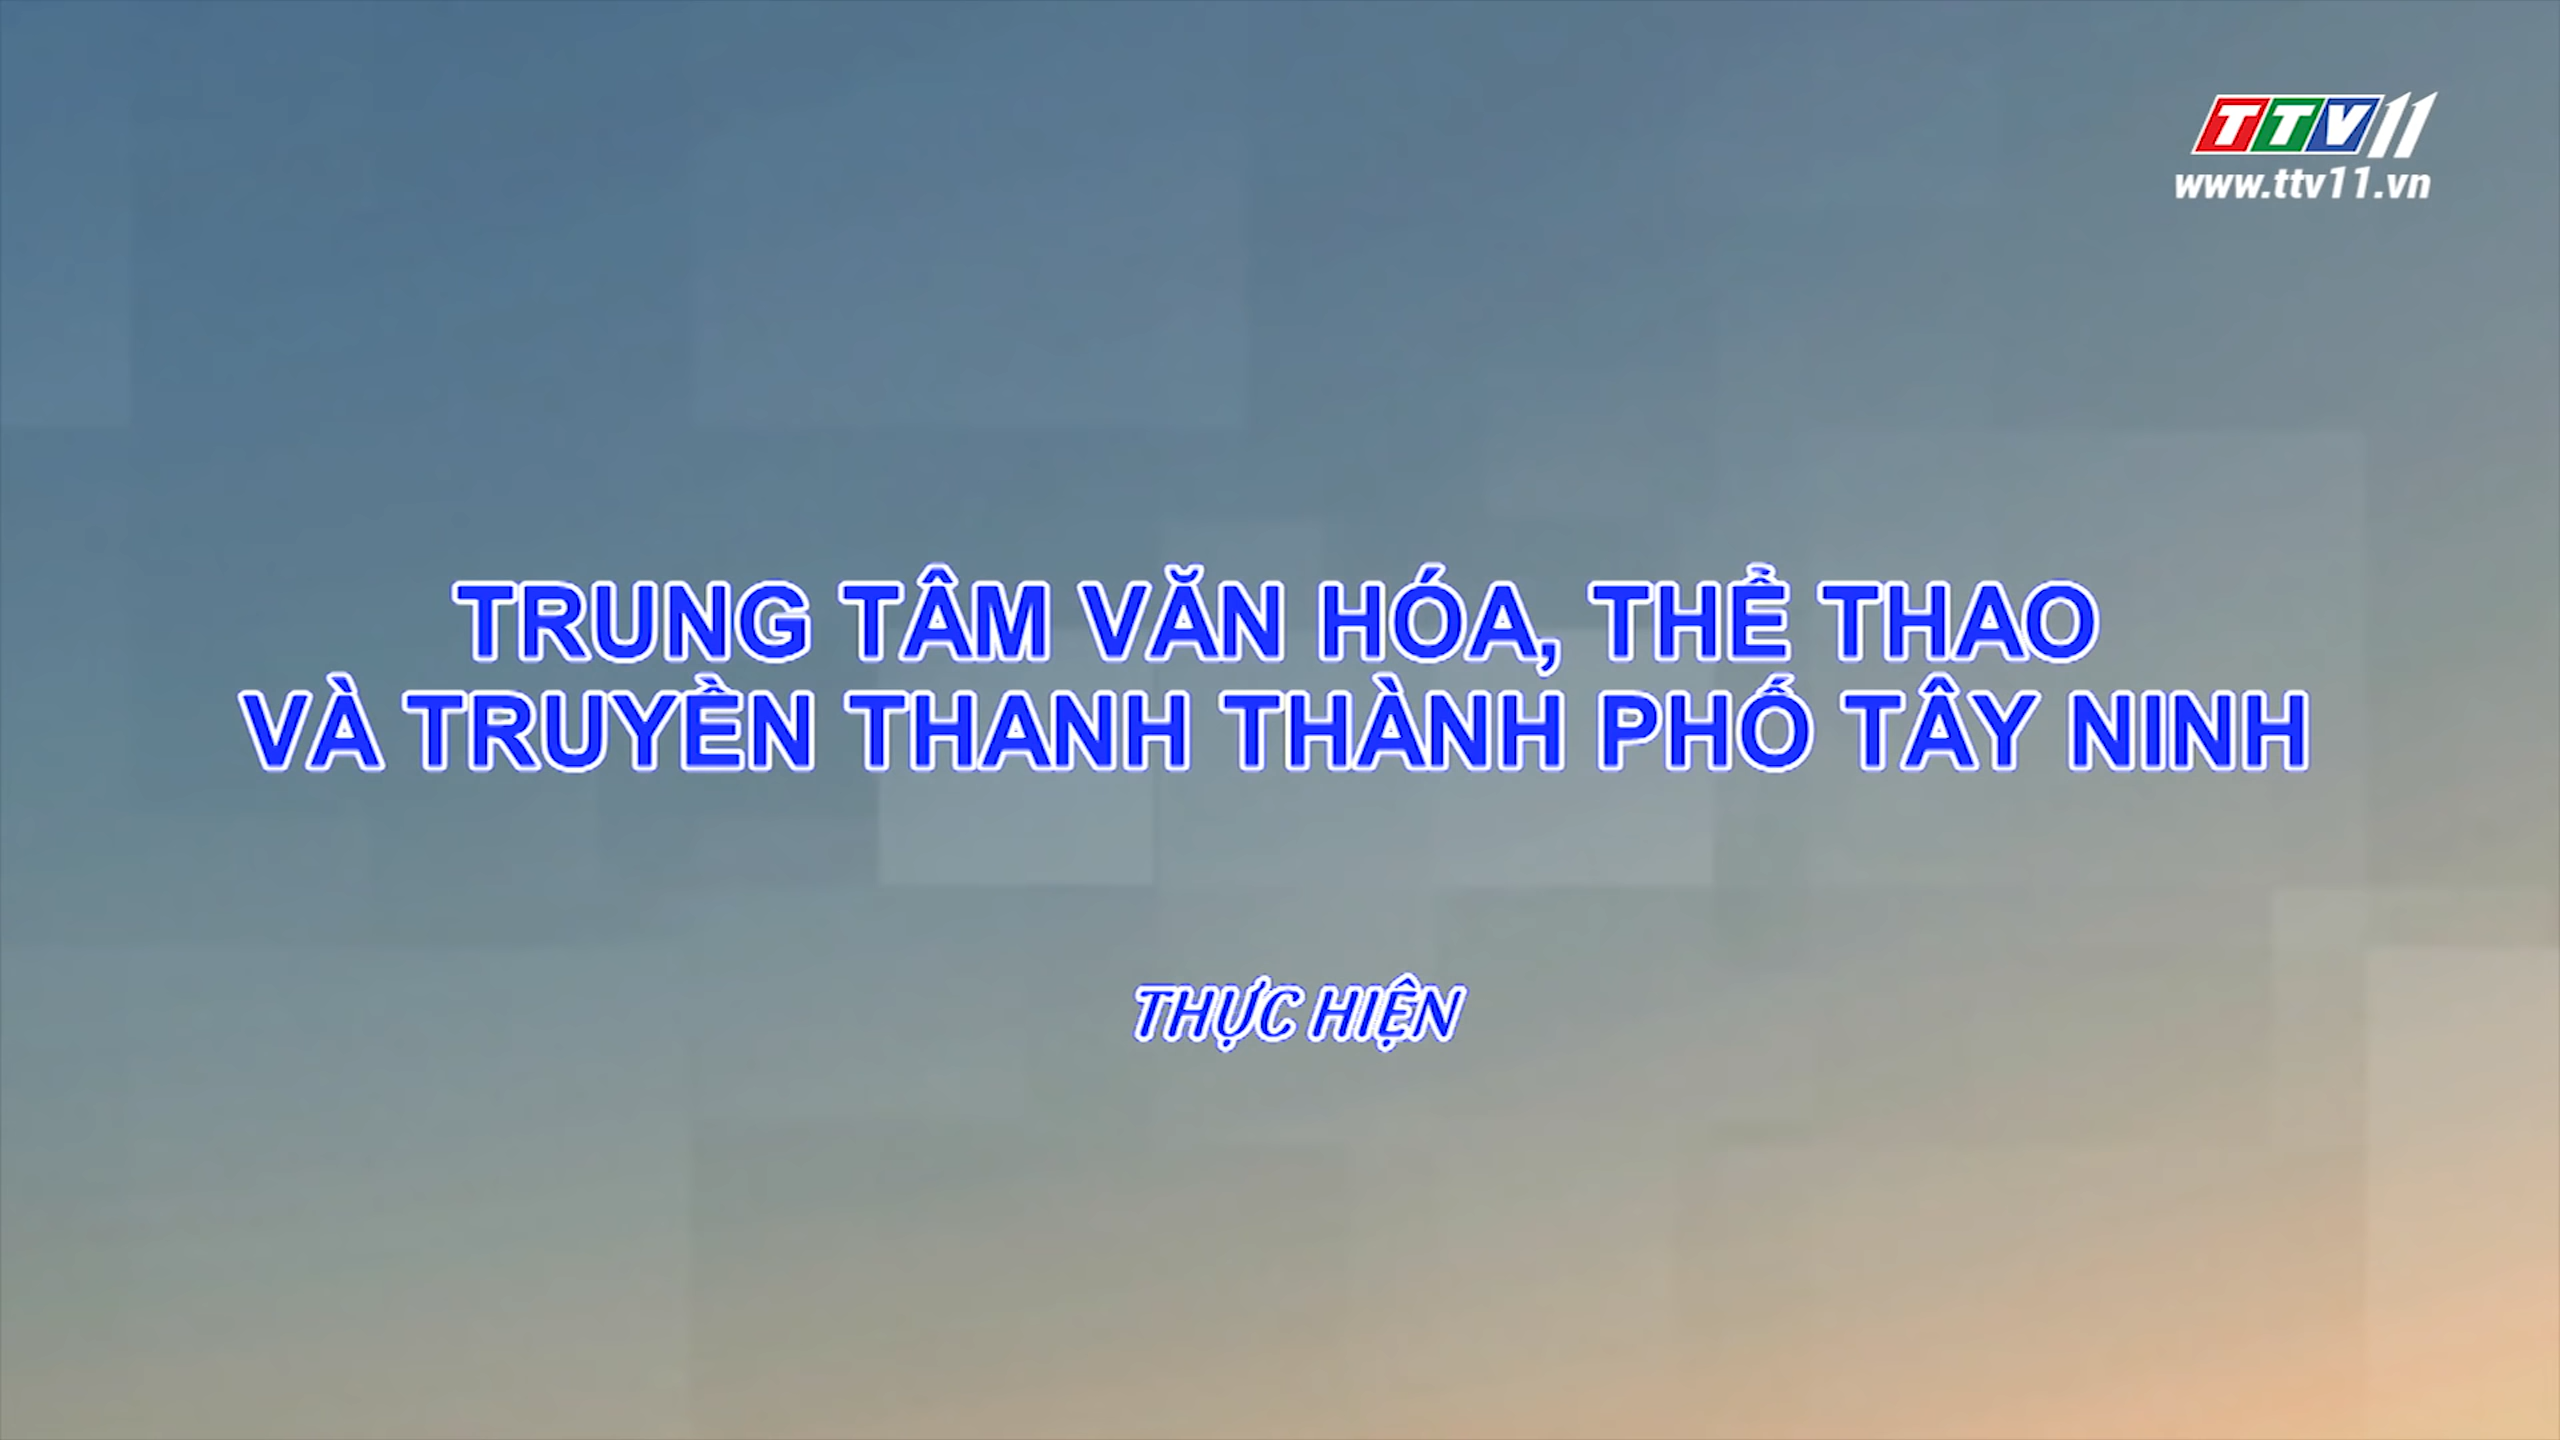 TTV11
www.ttv11.vn
TRUNG TÂM VĂN HÓA, THỂ THAO
VÀ TRUYỀN THANH THÀNH PHỐ TÂY NINH
THỰC HIỆN